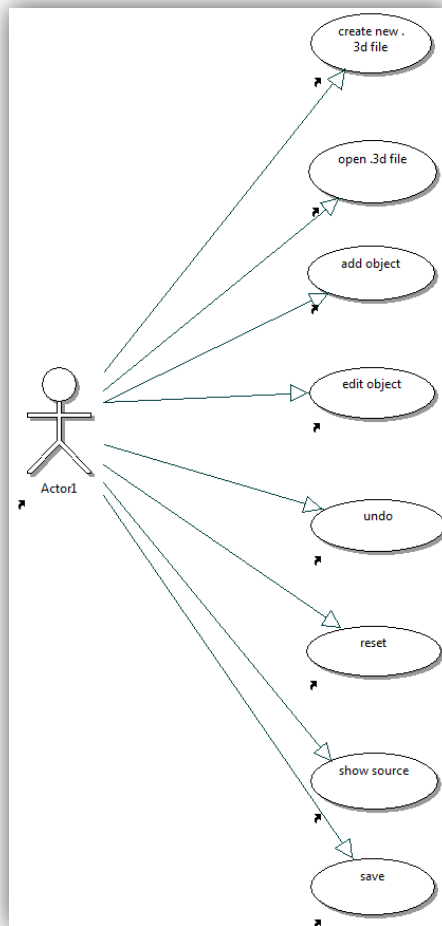 create new .
3d file
open .3d file
add object
edit object
Actor1
undo
reset
show source
save